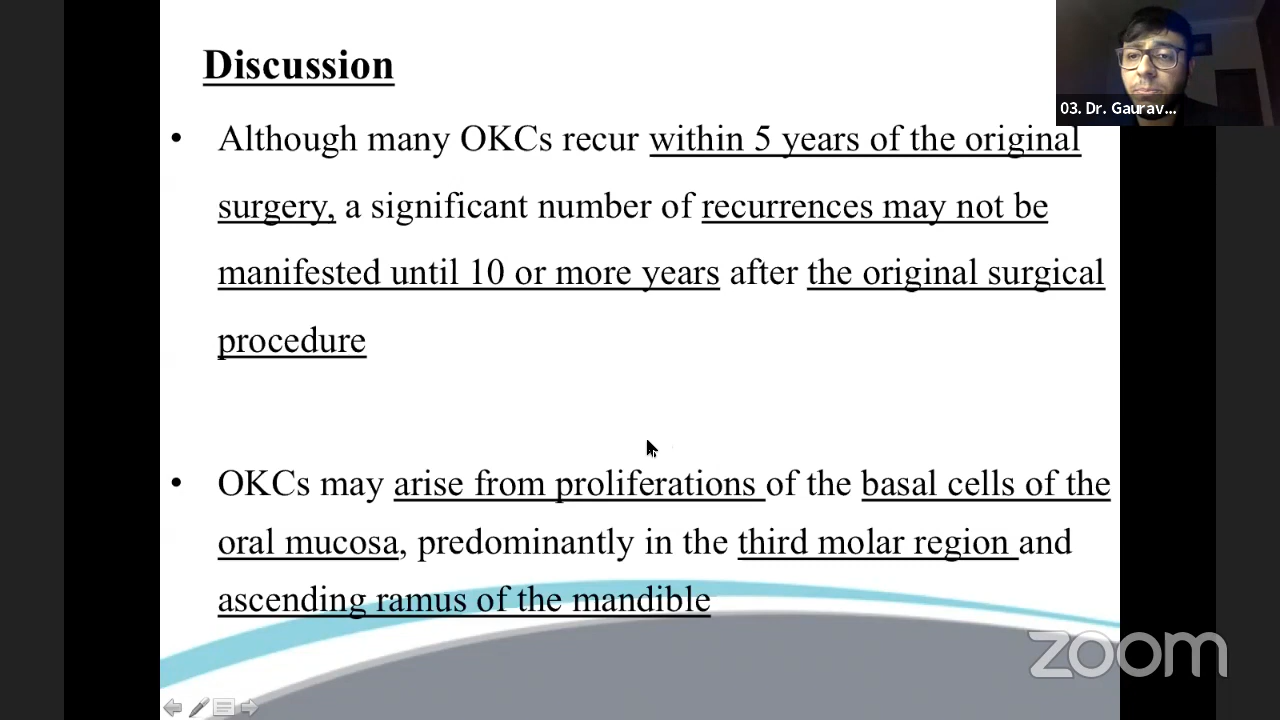 Discussion
03. Dr. Gaurav...
• Although many OKCs recur within 5 years of the original
surgery, a significant number of recurrences may not be
manifested until 10 or more years after the original surgical
procedure
• OKCs may arise from proliferations of the basal cells of the
oral mucosa, predominantly in the third molar region and
ascending ramus of the mandible
zoom